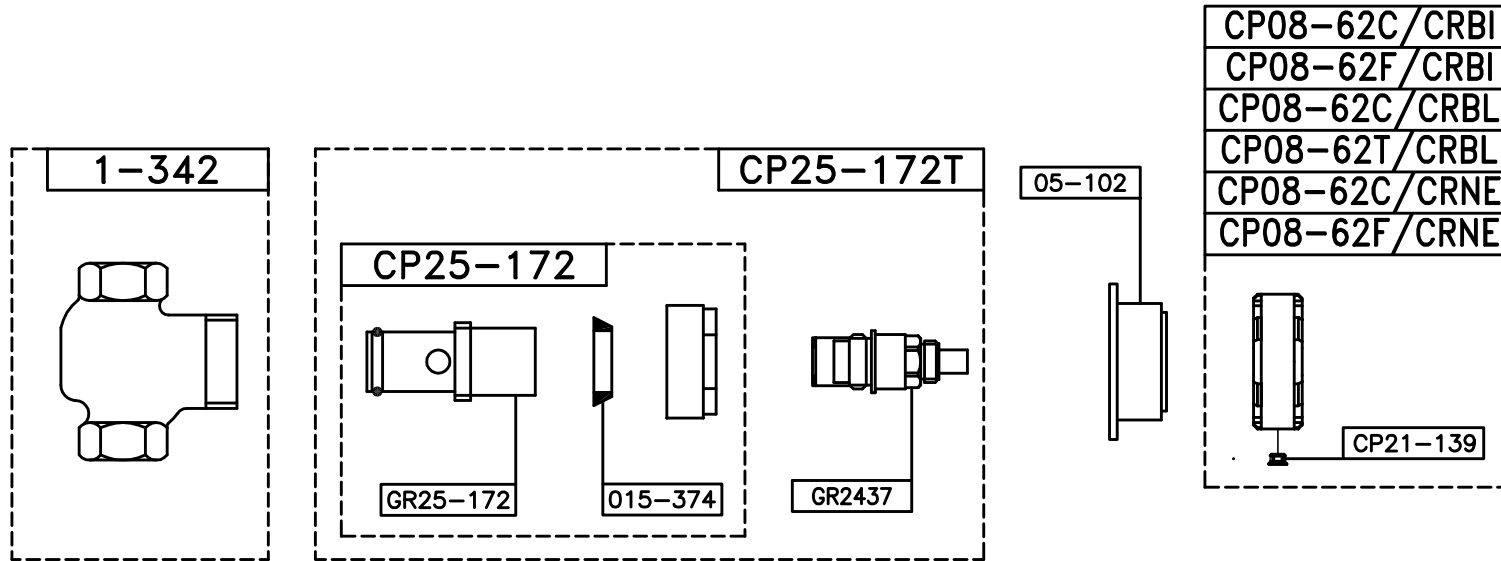 CP08-62C/CRBI
CP08-62F/CRBI
CP08-62C/CRBL
CP08-62T/CRBL
CP08-62C/CRNE
CP08-62F/CRNE
1-342
CP25-172T
05-102
CP25-172
CP21-139
GR25-172
015-374
GR2437